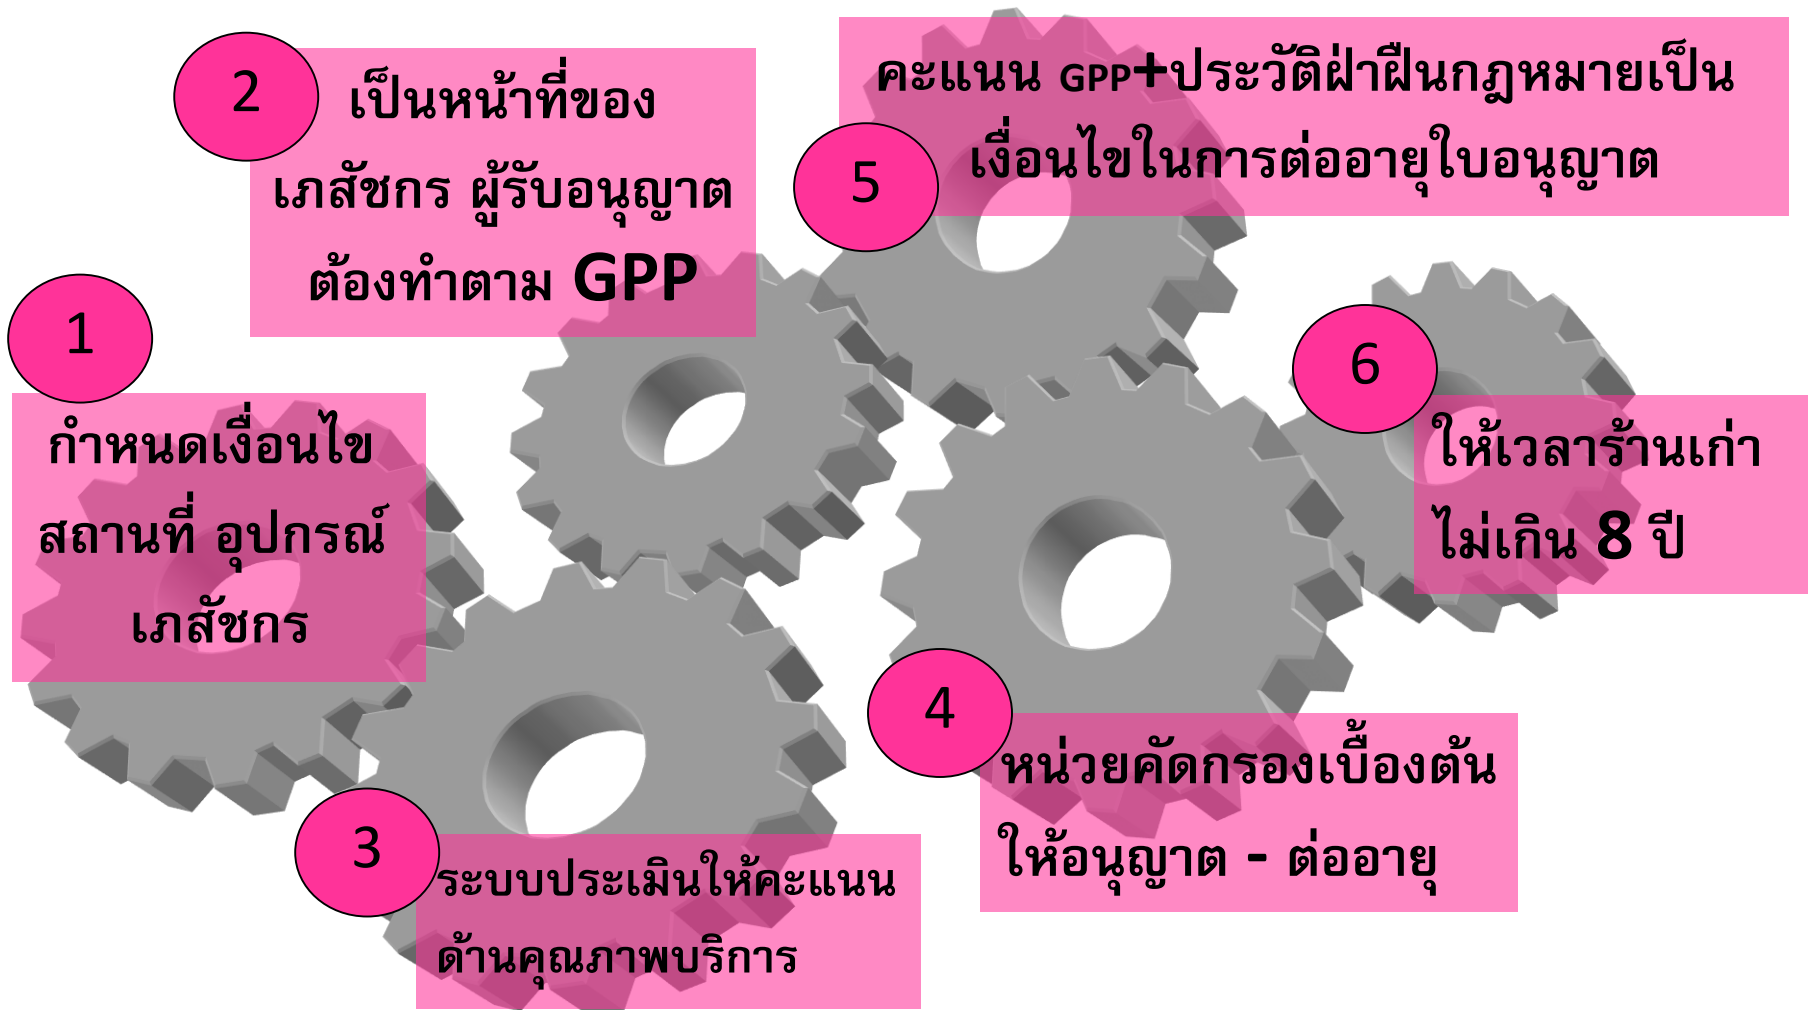 1
กำหนดเงื่อนไข
สถานที่ อุปกรณ์
เภสัชกร
2
เป็นหน้าที่ของ
เภสัชกร ผู้รับอนุญาต
ต้องทำตาม GPP
3
ระบบประเมินให้คะแนน
ด้านคุณภาพบริการ
4
หน่วยคัดกรองเบื้องต้น
ให้อนุญาต - ต่ออายุ
5
คะแนน GPP+ประวัติฝ่าฝืนกฎหมายเป็น
เงื่อนไขในการต่ออายุใบอนุญาต
6
ให้เวลาร้านเก่า
ไม่เกิน 8 ปี